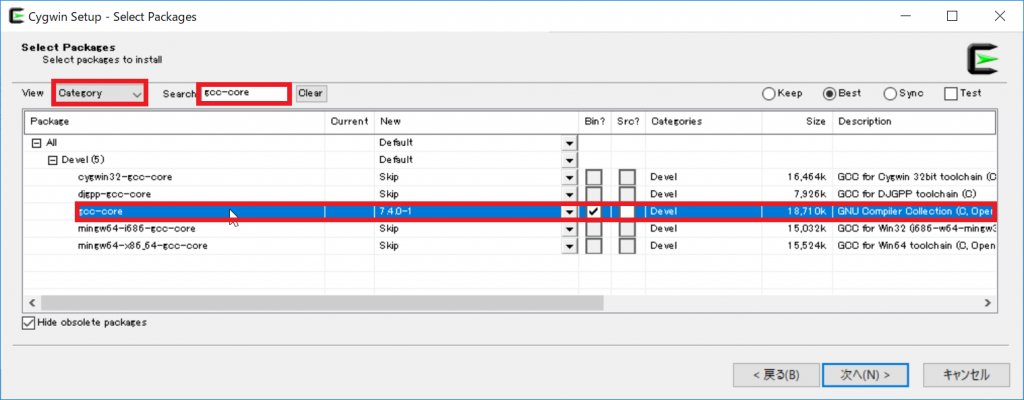 Cygwin Setup - Select Packages
Select Packages
Select packages to install
View Category Search gcc-core Clear Keep Best Sync Test
Package Current New Bin? Src? Categories Size Description
All Default
Devel (5) Default
cygwin32-gcc-core Skip Devel 16,464k GCC for Cygwin 32bit toolchain (C
djgpp-gcc-core Skip Devel 7,926k GCC for DJGPP toolchain (C)
gcc-core 7.4.0-1 Devel 18,710k GNU Compiler Collection (C, Open
mingw64-i686-gcc-core Skip Devel 15,032k GCC for Win32 (i686-w64-mingw3
mingw64-x86_64-gcc-core Skip Devel 15,524k GCC for Win64 toolchain (C, Open
Hide obsolete packages
< 戻る(B) 次へ(N) > キャンセル